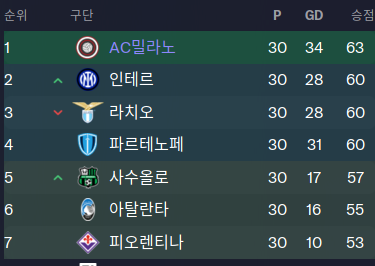 순위 구단 P GD 승점
1 AC밀라노 30 34 63
2 인테르 30 28 60
3 라치오 30 28 60
4 파르테노페 30 31 60
5 사수올로 30 17 57
6 아탈란타 30 16 55
7 피오렌티나 30 10 53